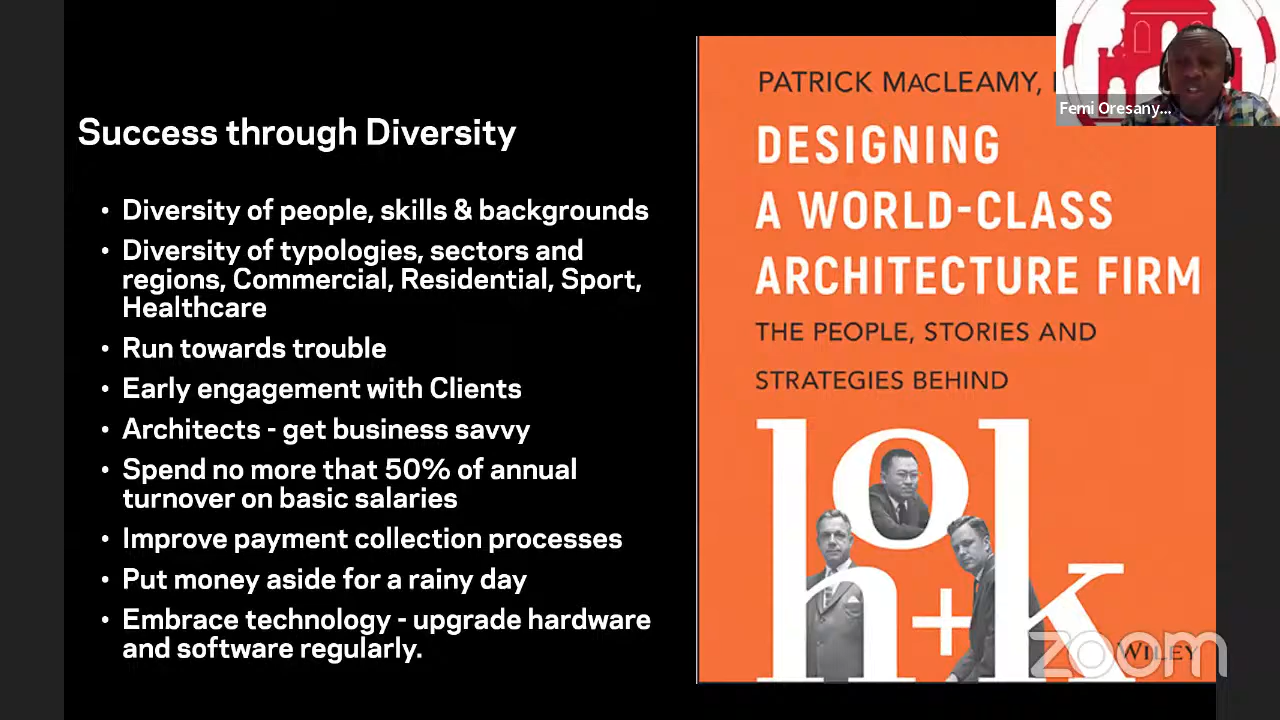 Success through Diversity
• Diversity of people, skills & backgrounds
• Diversity of typologies, sectors and
regions, Commercial, Residential, Sport,
Healthcare
• Run towards trouble
• Early engagement with Clients
• Architects - get business savvy
• Spend no more that 50% of annual
turnover on basic salaries
• Improve payment collection processes
• Put money aside for a rainy day
• Embrace technology - upgrade hardware
and software regularly.
PATRICK MACLEAMY,
DESIGNING
A WORLD-CLASS
ARCHITECTURE FIRM
THE PEOPLE, STORIES AND
STRATEGIES BEHIND
ho+k
WILEY
zoom
Femi Oresany...